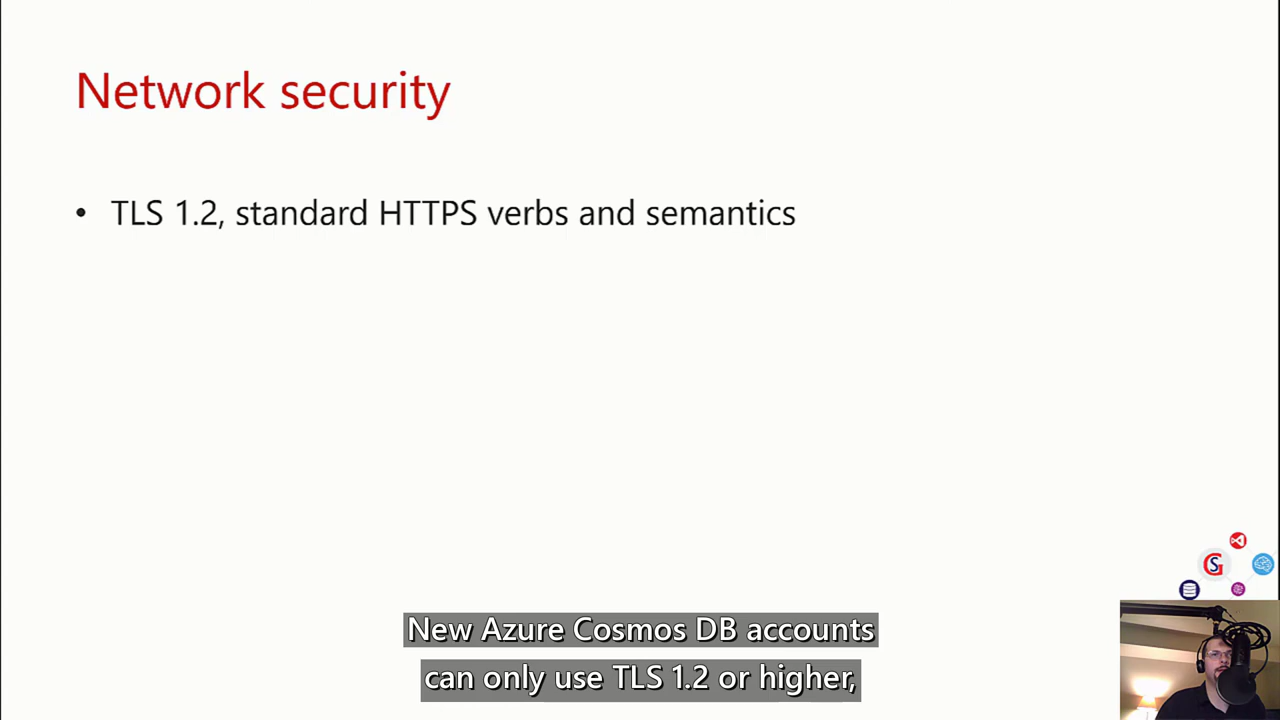 Network security
• TLS 1.2, standard HTTPS verbs and semantics
GS
New Azure Cosmos DB accounts
can only use TLS 1.2 or higher,